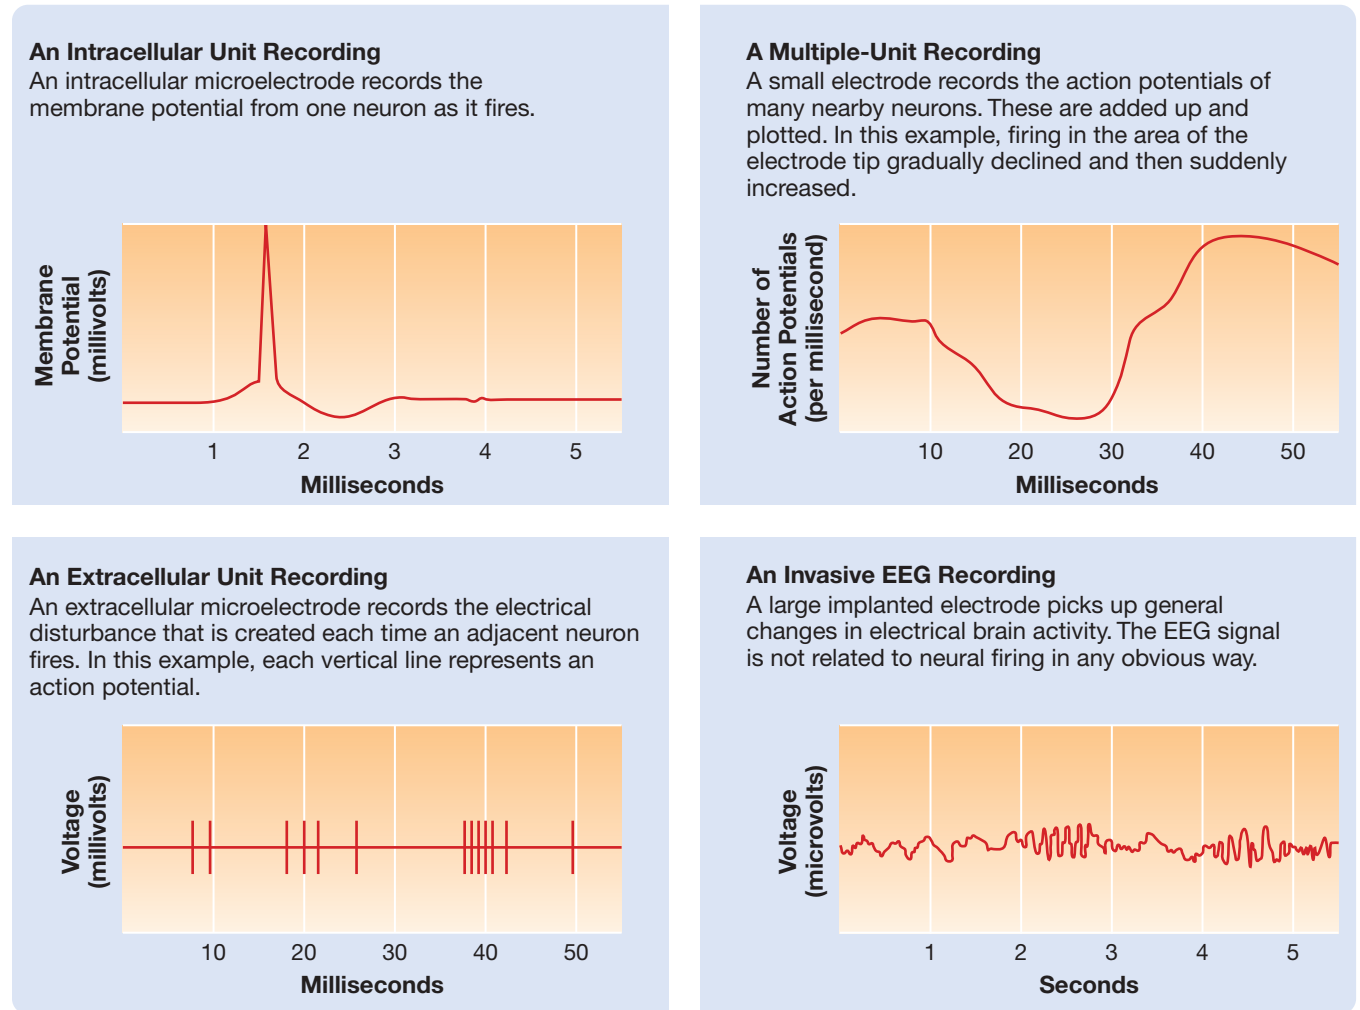 An Intracellular Unit Recording
An intracellular microelectrode records the
membrane potential from one neuron as it fires.
Membrane
Potential
(millivolts)
1 2 3 4 5
Milliseconds
A Multiple-Unit Recording
A small electrode records the action potentials of
many nearby neurons. These are added up and
plotted. In this example, firing in the area of the
electrode tip gradually declined and then suddenly
increased.
Number of
Action Potentials
(per millisecond)
10 20 30 40 50
Milliseconds
An Extracellular Unit Recording
An extracellular microelectrode records the electrical
disturbance that is created each time an adjacent neuron
fires. In this example, each vertical line represents an
action potential.
Voltage
(millivolts)
10 20 30 40 50
Milliseconds
An Invasive EEG Recording
A large implanted electrode picks up general
changes in electrical brain activity. The EEG signal
is not related to neural firing in any obvious way.
Voltage
(microvolts)
1 2 3 4 5
Seconds